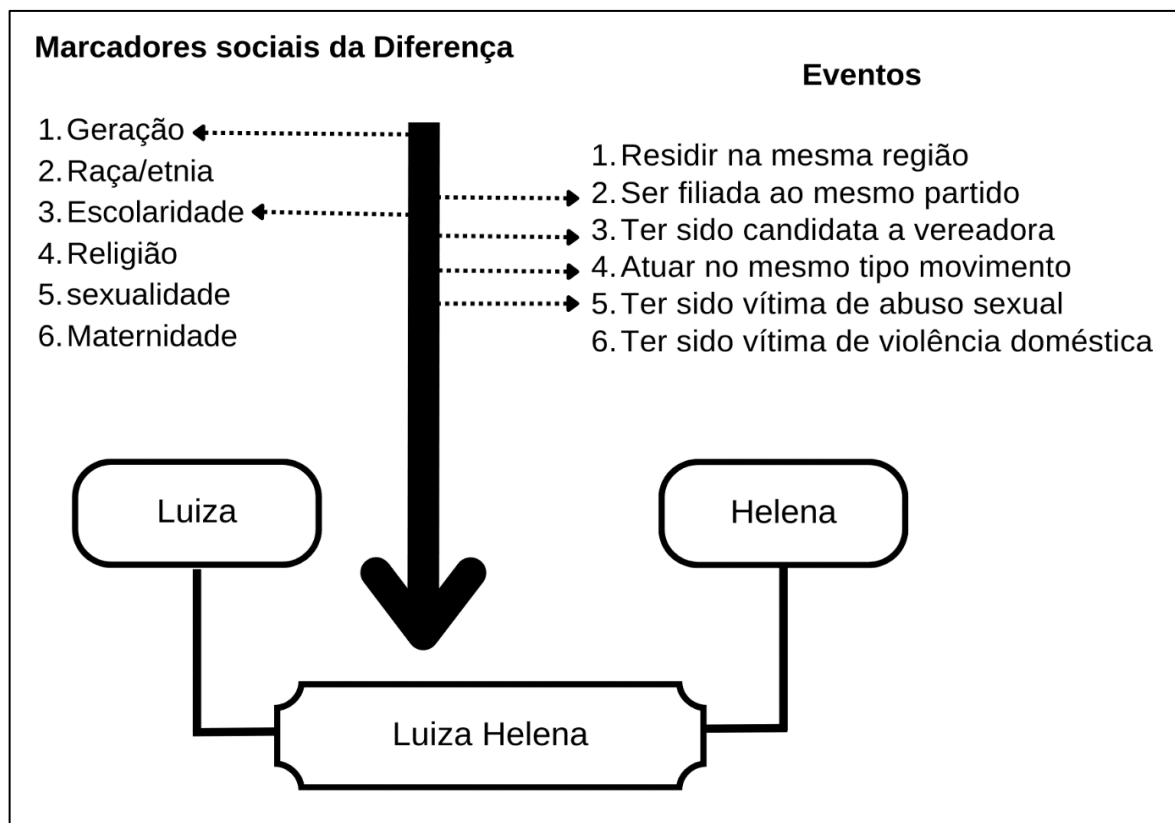 Marcadores sociais da Diferença
1. Geração
2. Raça/etnia
3. Escolaridade
4. Religião
5. sexualidade
6. Maternidade
Eventos
1. Residir na mesma região
2. Ser filiada ao mesmo partido
3. Ter sido candidata a vereadora
4. Atuar no mesmo tipo movimento
5. Ter sido vítima de abuso sexual
6. Ter sido vítima de violência doméstica
Luiza
Helena
Luiza Helena